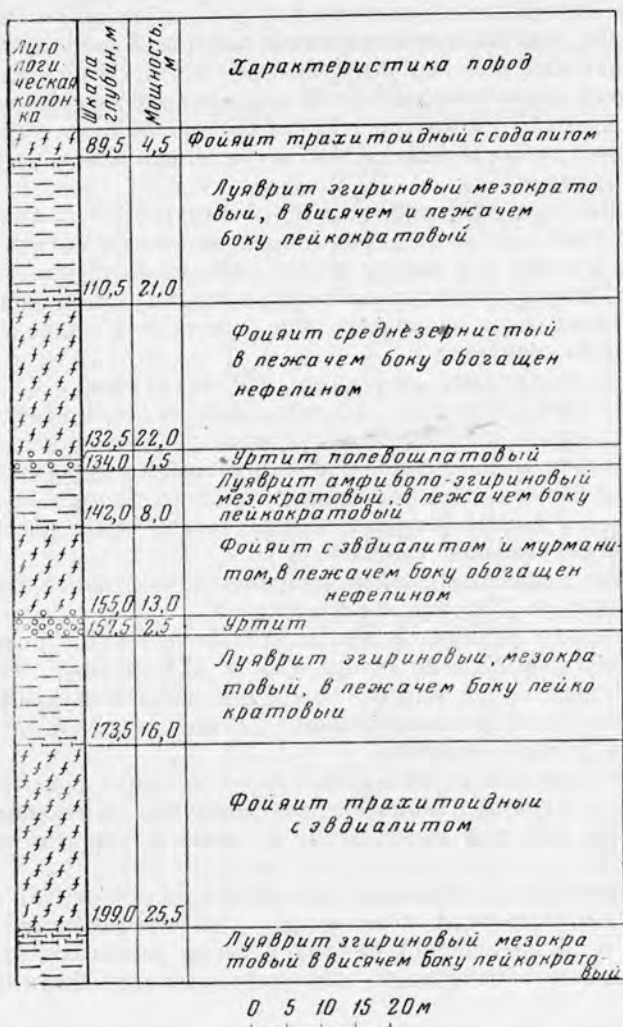 Лито
логи
ческая
колон-
ка
Шкала
глубин м
Мощность,
м
Характеристика пород
89,5 4,5 Фойяит трахитоидный с содалитом
Луяврит эгириновый мезократо
вый, в висячем и лежачем
боку лейкократовый
110,5 21,0
Фойяит среднезернистый
в лежачем боку обогащен
нефелином
132,5 22,0
134,0 1,5 Уртит полевошпатовый
Луяврит амфиболо-эгириновый
мезократовый, в лежачем боку
лейкократовый
142,0 8,0
Фойяит с эвдиалитом и мурмани-
том, в лежачем боку обогащен
нефелином
155,0 13,0
157,5 2,5 Уртит
Луяврит эгириновый, мезокра
товый, в лежачем боку лейко
кратовый
173,5 16,0
Фойяит трахитоидный
с эвдиалитом
199,0 25,5
Луяврит эгириновый мезокра
товый в висячем боку лейкократо-
вый
0 5 10 15 20м